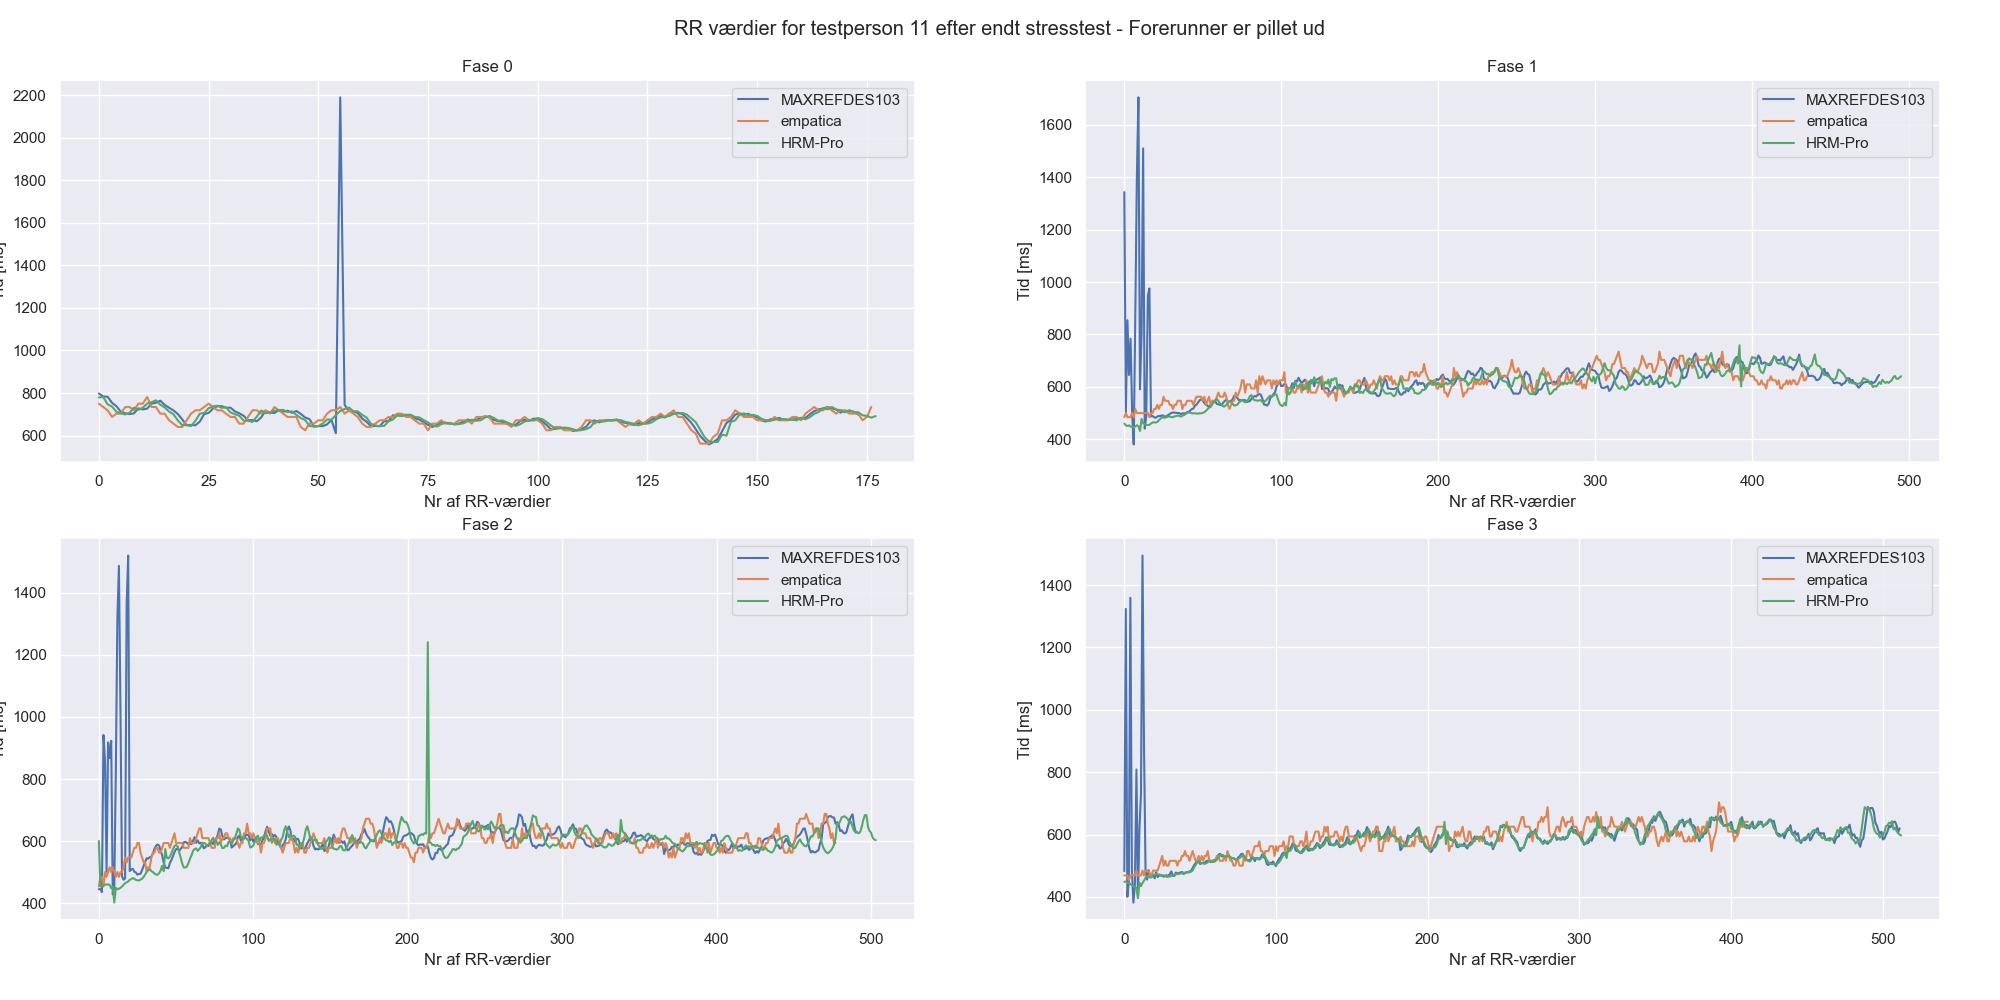 RR værdier for testperson 11 efter endt stresstest - Forerunner er pillet ud
Fase 0
2200
2000
1800
1600
1400
1200
1000
800
600
MAXREFDES103
empatica
HRM-Pro
0 25 50 75 100 125 150 175
Nr af RR-værdier
Fase 1
Tid [ms]
1600
1400
1200
1000
800
600
400
MAXREFDES103
empatica
HRM-Pro
0 100 200 300 400 500
Nr af RR-værdier
Fase 2
1400
1200
1000
800
600
400
MAXREFDES103
empatica
HRM-Pro
0 100 200 300 400 500
Nr af RR-værdier
Fase 3
Tid [ms]
1400
1200
1000
800
600
400
MAXREFDES103
empatica
HRM-Pro
0 100 200 300 400 500
Nr af RR-værdier